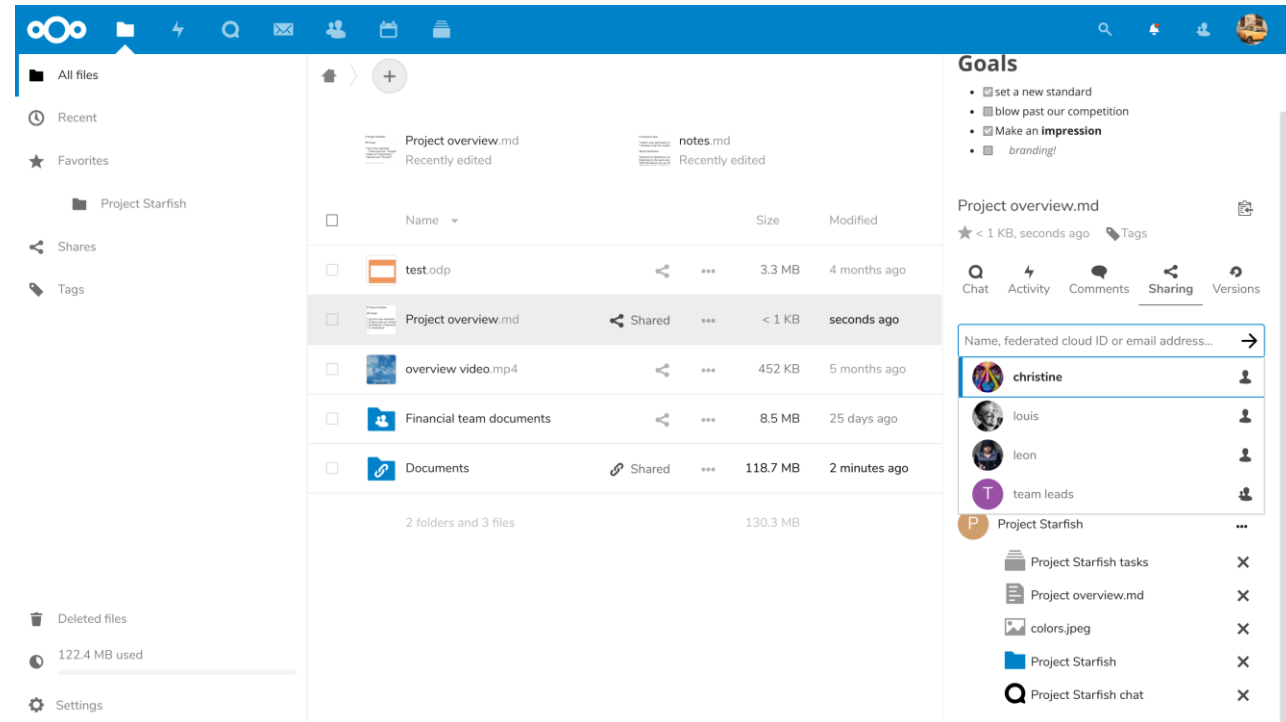 All files
Recent
Favorites
Project Starfish
Shares
Tags
Deleted files
122.4 MB used
Settings
Project overview.md
Recently edited
notes.md
Recently edited
Name Size Modified
test.odp 3.3 MB 4 months ago
Project overview.md Shared < 1 KB seconds ago
overview video.mp4 452 KB 5 months ago
Financial team documents 8.5 MB 25 days ago
Documents Shared 118.7 MB 2 minutes ago
2 folders and 3 files 130.3 MB
Goals
set a new standard
blow past our competition
Make an impression
branding!
Project overview.md
< 1 KB, seconds ago Tags
Chat Activity Comments Sharing Versions
Name, federated cloud ID or email address...
christine
louis
leon
T team leads
P Project Starfish
Project Starfish tasks
Project overview.md
colors.jpeg
Project Starfish
Project Starfish chat